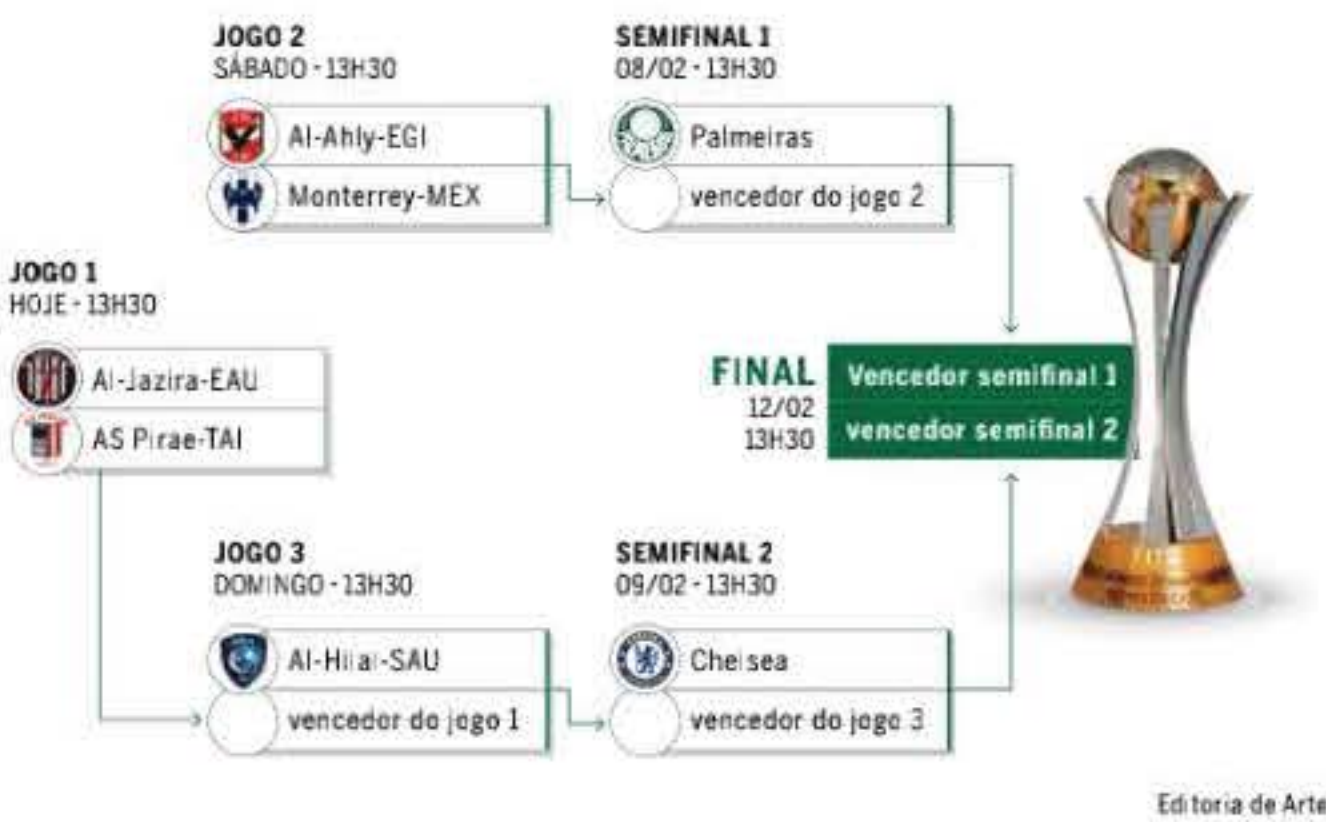 JOGO 2
SÁBADO - 13H30
Al-Ahly-EGI
Monterrey-MEX
SEMIFINAL 1
08/02 - 13H30
Palmeiras
vencedor do jogo 2
JOGO 1
HOJE - 13H30
Al-Jazira-EAU
AS Pirae-TAI
FINAL
12/02
13H30
Vencedor semifinal 1
vencedor semifinal 2
JOGO 3
DOMINGO - 13H30
Al-Hilal-SAU
vencedor do jogo 1
SEMIFINAL 2
09/02 - 13H30
Chelsea
vencedor do jogo 3
Editoria de Arte